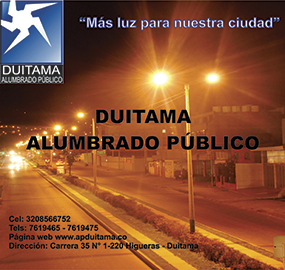 DUITAMA
ALUMBRADO PÚBLICO
“Más luz para nuestra ciudad”
DUITAMA
ALUMBRADO PÚBLICO
Cel: 3208566752
Tels: 7619465 - 7619475
Página web www.apduitama.co
Dirección: Carrera 35 N° 1-220 Higueras - Duitama